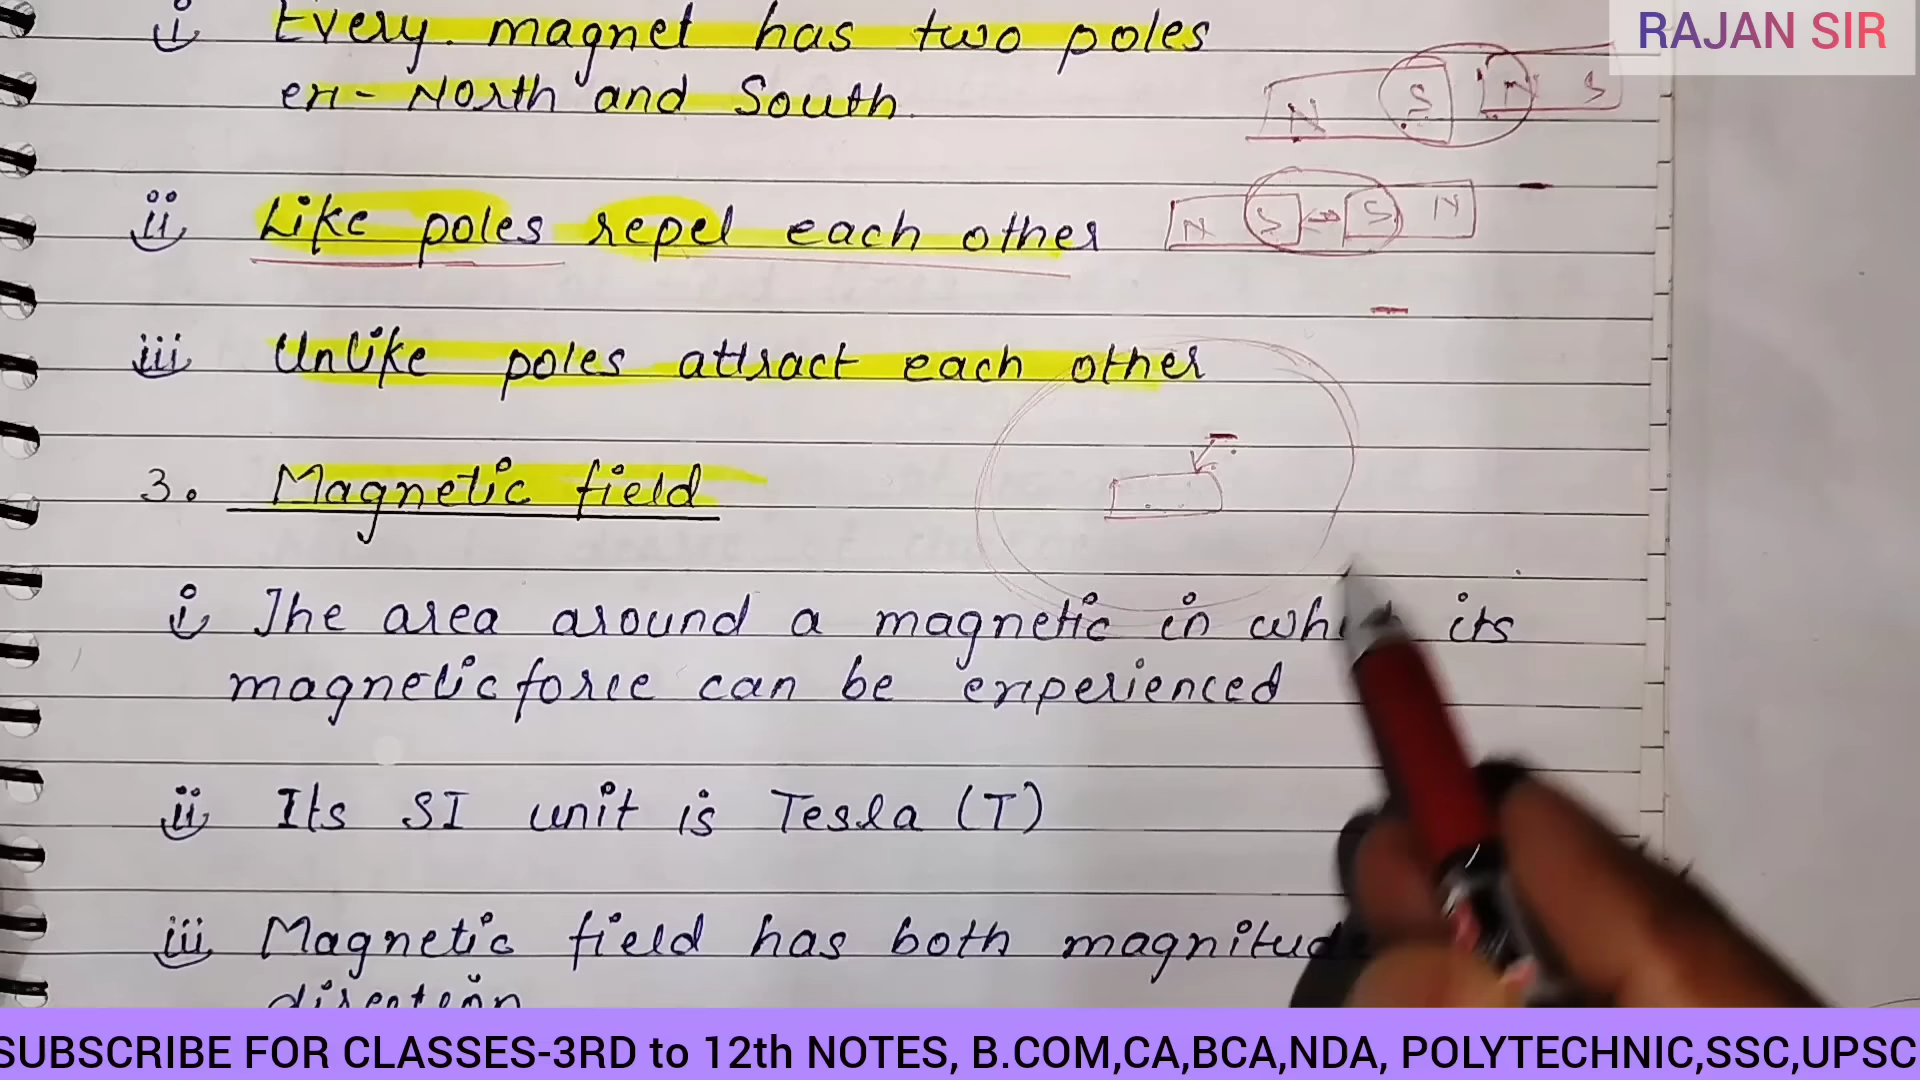 RAJAN SIR
i Every magnet has two poles
ex- North and South.
N S N S
ii Like poles repel each other
N S S N
iii Unlike poles attract each other
3. Magnetic field
i The area around a magnetic in its
magnetic force can be experienced
ii Its SI unit is Tesla (T)
iii Magnetic field has both magnitude
SUBSCRIBE FOR CLASSES-3RD to 12th NOTES, B.COM,CA,BCA,NDA, POLYTECHNIC,SSC,UPSC